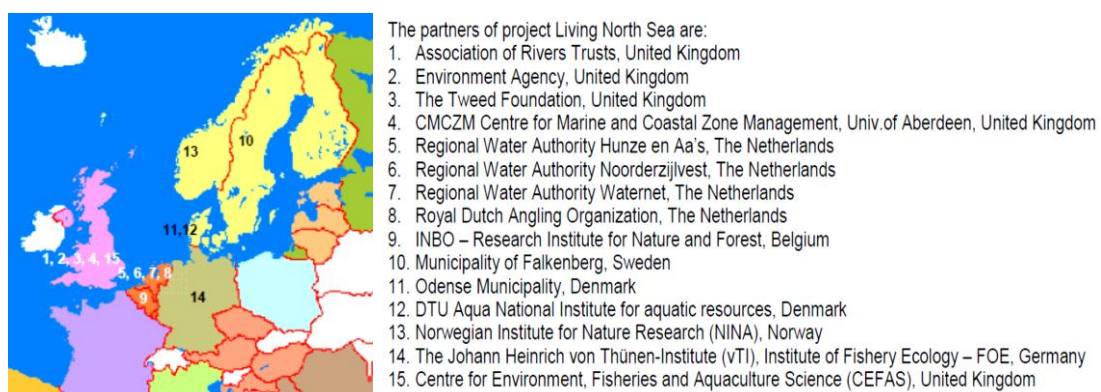 The partners of project Living North Sea are:
1. Association of Rivers Trusts, United Kingdom
2. Environment Agency, United Kingdom
3. The Tweed Foundation, United Kingdom
4. CMCZM Centre for Marine and Coastal Zone Management, Univ.of Aberdeen, United Kingdom
5. Regional Water Authority Hunze en Aa's, The Netherlands
6. Regional Water Authority Noorderzijlvest, The Netherlands
7. Regional Water Authority Waternet, The Netherlands
8. Royal Dutch Angling Organization, The Netherlands
9. INBO – Research Institute for Nature and Forest, Belgium
10. Municipality of Falkenberg, Sweden
11. Odense Municipality, Denmark
12. DTU Aqua National Institute for aquatic resources, Denmark
13. Norwegian Institute for Nature Research (NINA), Norway
14. The Johann Heinrich von Thünen-Institute (vTI), Institute of Fishery Ecology – FOE, Germany
15. Centre for Environment, Fisheries and Aquaculture Science (CEFAS), United Kingdom
10
13
11,12
1, 2, 3, 4, 15
5, 6, 7, 8
9
14